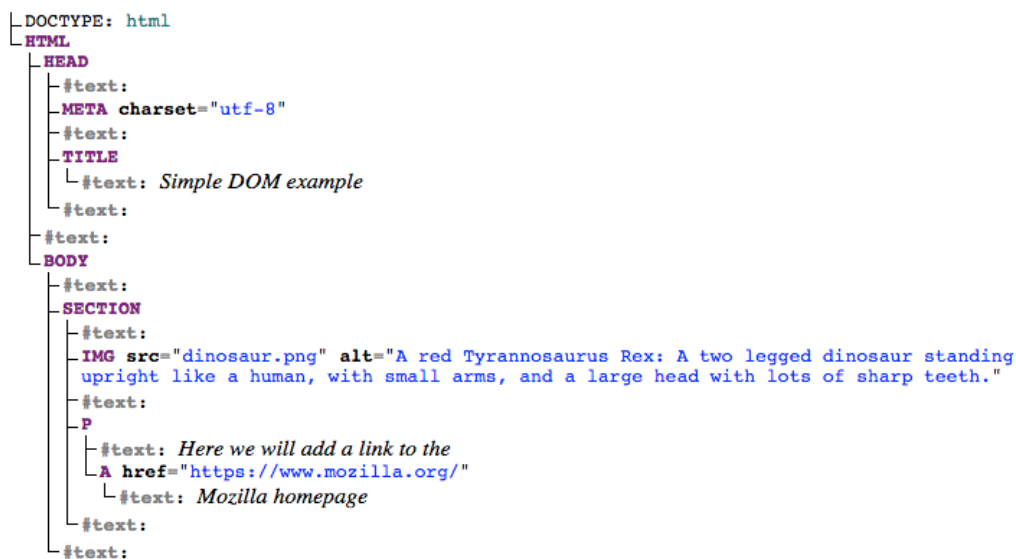 DOCTYPE: html
HTML
HEAD
#text:
META charset="utf-8"
#text:
TITLE
#text: Simple DOM example
#text:
#text:
BODY
#text:
SECTION
#text:
IMG src="dinosaur.png" alt="A red Tyrannosaurus Rex: A two legged dinosaur standing
upright like a human, with small arms, and a large head with lots of sharp teeth."
#text:
P
#text: Here we will add a link to the
A href="https://www.mozilla.org/"
#text: Mozilla homepage
#text:
#text: